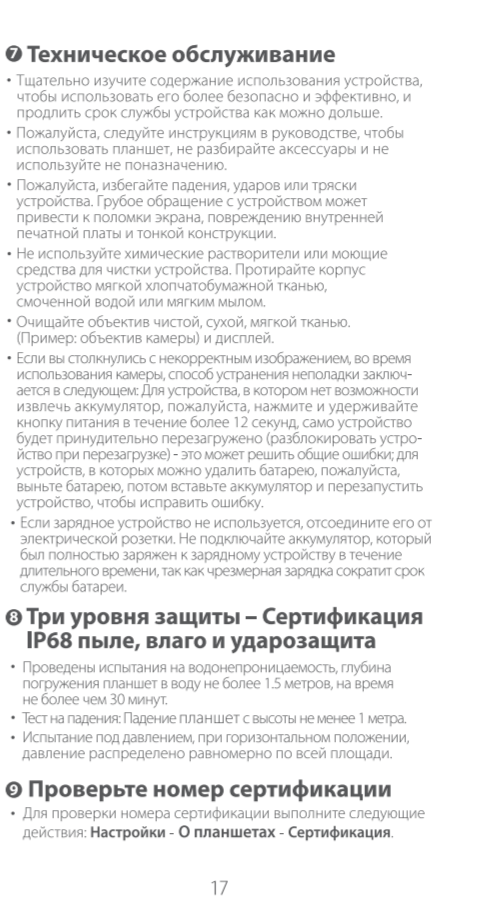 ❼ Техническое обслуживание
• Тщательно изучите содержание использования устройства,
чтобы использовать его более безопасно и эффективно, и
продлить срок службы устройства как можно дольше.
• Пожалуйста, следуйте инструкциям в руководстве, чтобы
использовать планшет, не разбирайте аксессуары и не
используйте не поназначению.
• Пожалуйста, избегайте падения, ударов или тряски
устройства. Грубое обращение с устройством может
привести к поломки экрана, повреждению внутренней
печатной платы и тонкой конструкции.
• Не используйте химические растворители или моющие
средства для чистки устройства. Протирайте корпус
устройство мягкой хлопчатобумажной тканью,
смоченной водой или мягким мылом.
• Очищайте объектив чистой, сухой, мягкой тканью.
(Пример: объектив камеры) и дисплей.
• Если вы столкнулись с некорректным изображением, во время
использования камеры, способ устранения неполадки заключ-
ается в следующем: Для устройства, в котором нет возможности
извлечь аккумулятор, пожалуйста, нажмите и удерживайте
кнопку питания в течение более 12 секунд, само устройство
будет принудительно перезагружено (разблокировать устро-
йство при перезагрузке) - это может решить общие ошибки; для
устройств, в которых можно удалить батарею, пожалуйста,
выньте батарею, потом вставьте аккумулятор и перезапустить
устройство, чтобы исправить ошибку.
• Если зарядное устройство не используется, отсоедините его от
электрической розетки. Не подключайте аккумулятор, который
был полностью заряжен к зарядному устройству в течение
длительного времени, так как чрезмерная зарядка сократит срок
службы батареи.
❽ Три уровня защиты – Сертификация
IP68 пыле, влаго и ударозащита
• Проведены испытания на водонепроницаемость, глубина
погружения планшет в воду не более 1.5 метров, на время
не более чем 30 минут.
• Тест на падения: Падение планшет с высоты не менее 1 метра.
• Испытание под давлением, при горизонтальном положении,
давление распределено равномерно по всей площади.
❾ Проверьте номер сертификации
• Для проверки номера сертификации выполните следующие
действия: Настройки - О планшетах - Сертификация.
17